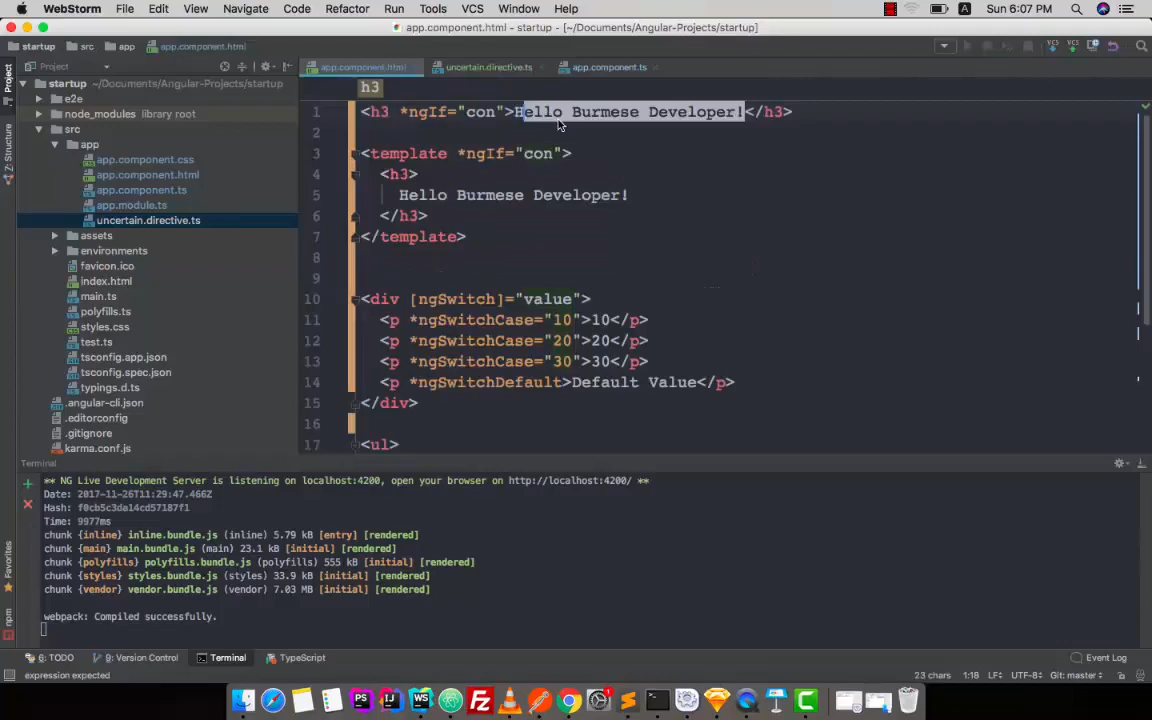 WebStorm File Edit View Navigate Code Refactor Run Tools VCS Window Help A Sun 6:07 PM
app.component.html - startup - [~/Documents/Angular-Projects/startup]
startup src app app.component.html
Project app.component.html uncertain.directive.ts app.component.ts
startup ~/Documents/Angular-Projects/startup
e2e
node_modules library root
src
app
app.component.css
app.component.html
app.component.ts
app.module.ts
uncertain.directive.ts
assets
environments
favicon.ico
index.html
main.ts
polyfills.ts
styles.css
test.ts
tsconfig.app.json
tsconfig.spec.json
typings.d.ts
.angular-cli.json
.editorconfig
.gitignore
karma.conf.js
1: Project
Z: Structure
h3
1 <h3 *ngIf="con">Hello Burmese Developer!</h3>
2
3 <template *ngIf="con">
4 <h3>
5 Hello Burmese Developer!
6 </h3>
7 </template>
8
9
10 <div [ngSwitch]="value">
11 <p *ngSwitchCase="10">10</p>
12 <p *ngSwitchCase="20">20</p>
13 <p *ngSwitchCase="30">30</p>
14 <p *ngSwitchDefault>Default Value</p>
15 </div>
16
17 <ul>
Terminal
** NG Live Development Server is listening on localhost:4200, open your browser on http://localhost:4200/ **
Date: 2017-11-26T11:29:47.466Z
Hash: f0cb5c3da14cd57187f1
Time: 9977ms
chunk {inline} inline.bundle.js (inline) 5.79 kB [entry] [rendered]
chunk {main} main.bundle.js (main) 23.1 kB [initial] [rendered]
chunk {polyfills} polyfills.bundle.js (polyfills) 555 kB [initial] [rendered]
chunk {styles} styles.bundle.js (styles) 33.9 kB [initial] [rendered]
chunk {vendor} vendor.bundle.js (vendor) 7.03 MB [initial] [rendered]
webpack: Compiled successfully.
2: Favorites
npm
6: TODO 9: Version Control Terminal TypeScript Event Log
expression expected 23 chars 1:18 LF÷ UTF-8÷ Git: master÷
PS IJ WS Fz C